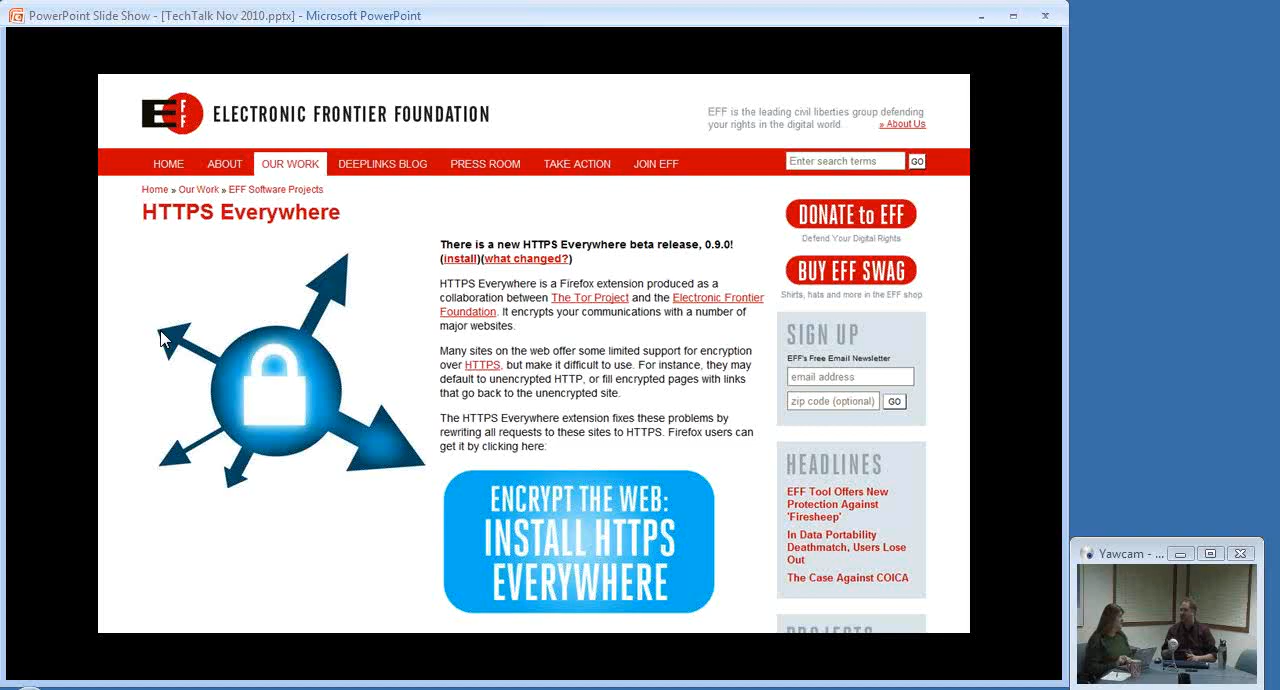 PowerPoint Slide Show - [TechTalk Nov 2010.pptx] - Microsoft PowerPoint
EFF ELECTRONIC FRONTIER FOUNDATION
EFF is the leading civil liberties group defending
your rights in the digital world. » About Us
HOME ABOUT OUR WORK DEEPLINKS BLOG PRESS ROOM TAKE ACTION JOIN EFF Enter search terms GO
Home » Our Work » EFF Software Projects
HTTPS Everywhere
There is a new HTTPS Everywhere beta release, 0.9.0!
(install)(what changed?)
HTTPS Everywhere is a Firefox extension produced as a
collaboration between The Tor Project and the Electronic Frontier
Foundation. It encrypts your communications with a number of
major websites.
Many sites on the web offer some limited support for encryption
over HTTPS, but make it difficult to use. For instance, they may
default to unencrypted HTTP, or fill encrypted pages with links
that go back to the unencrypted site.
The HTTPS Everywhere extension fixes these problems by
rewriting all requests to these sites to HTTPS. Firefox users can
get it by clicking here:
ENCRYPT THE WEB:
INSTALL HTTPS
EVERYWHERE
DONATE to EFF
Defend Your Digital Rights
BUY EFF SWAG
Shirts, hats and more in the EFF shop
SIGN UP
EFF's Free Email Newsletter
email address
zip code (optional) GO
HEADLINES
EFF Tool Offers New
Protection Against
'Firesheep'
In Data Portability
Deathmatch, Users Lose
Out
The Case Against COICA
PROJECTS
Yawcam - ...